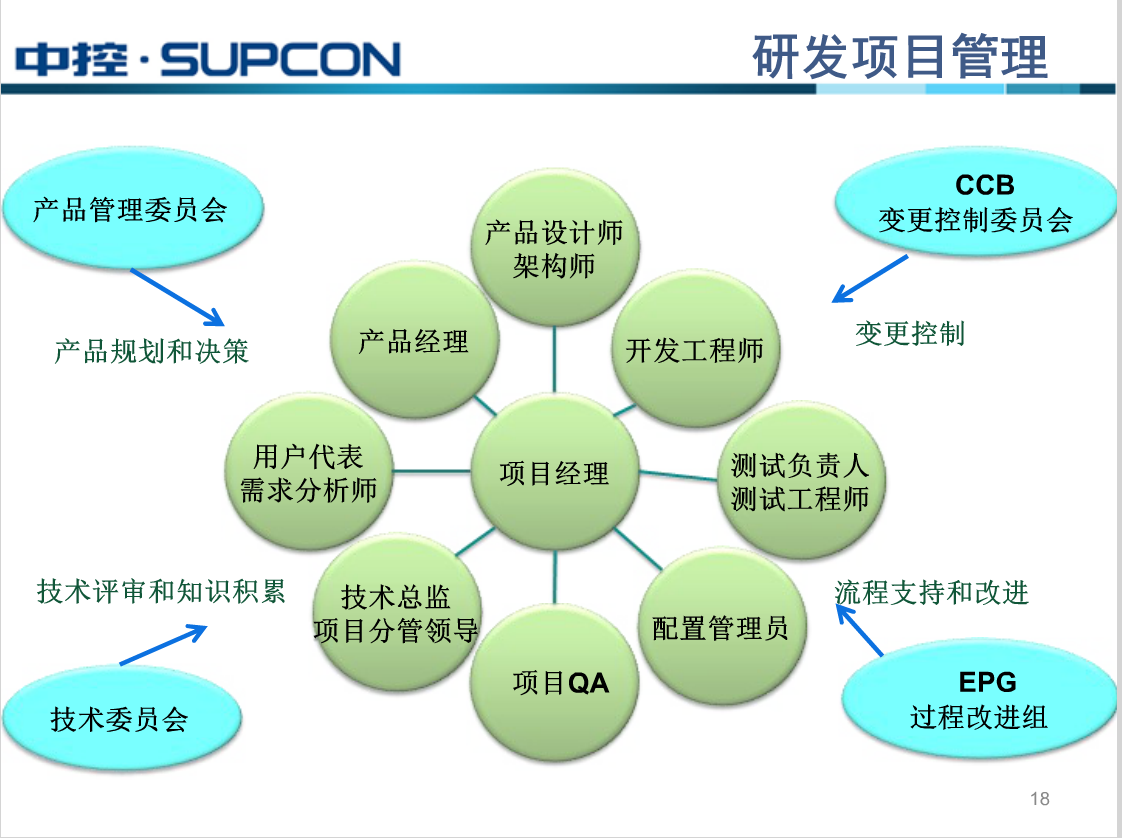 中控·SUPCON
研发项目管理
产品管理委员会
CCB
变更控制委员会
产品设计师
架构师
产品经理
开发工程师
产品规划和决策
变更控制
用户代表
需求分析师
项目经理
测试负责人
测试工程师
技术评审和知识积累
技术总监
项目分管领导
配置管理员
流程支持和改进
项目QA
技术委员会
EPG
过程改进组
18